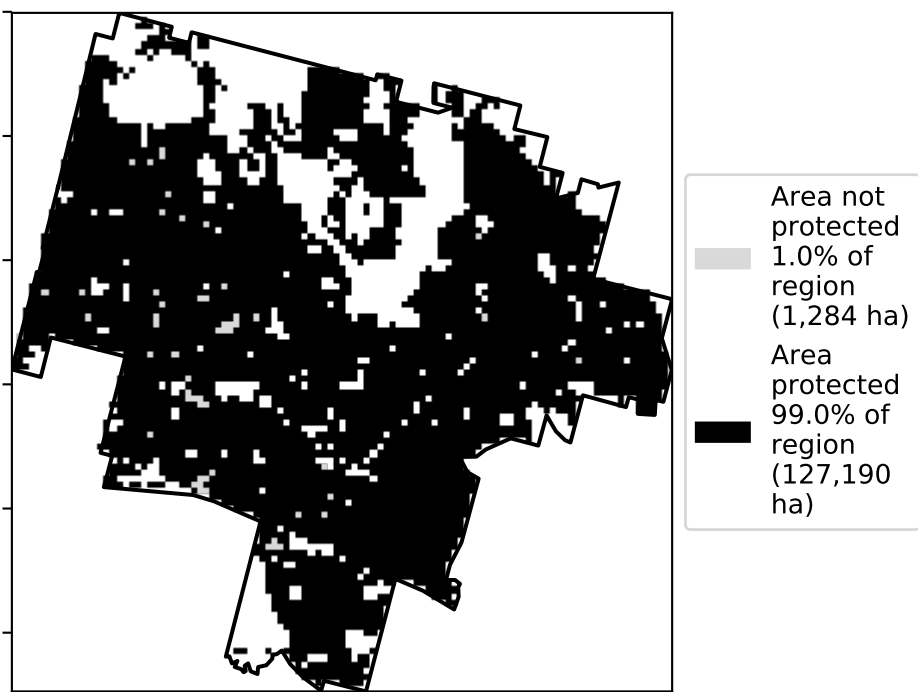 Area not
protected
1.0% of
region
(1,284 ha)
Area
protected
99.0% of
region
(127,190
ha)